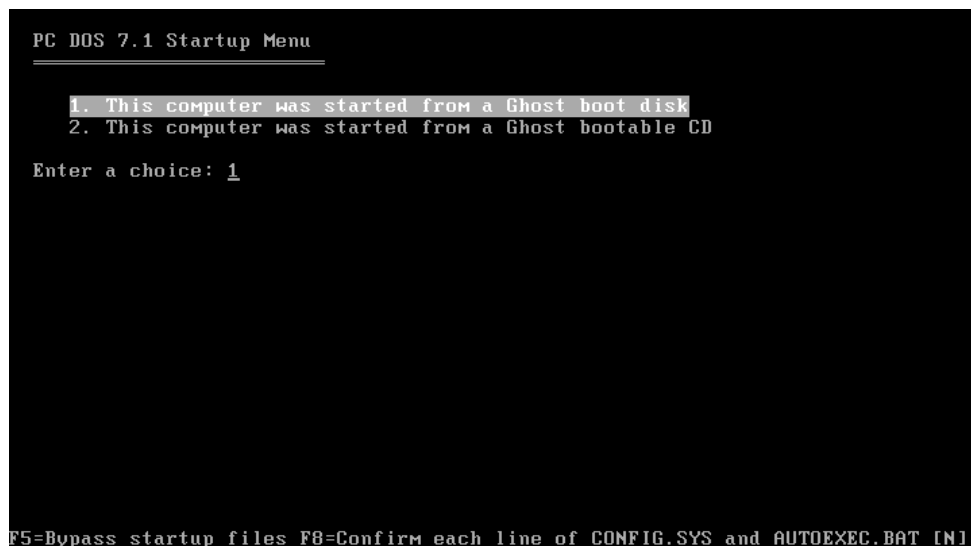 PC DOS 7.1 Startup Menu
1. This computer was started from a Ghost boot disk
2. This computer was started from a Ghost bootable CD
Enter a choice: 1
F5=Bypass startup files F8=Confirm each line of CONFIG.SYS and AUTOEXEC.BAT [N]